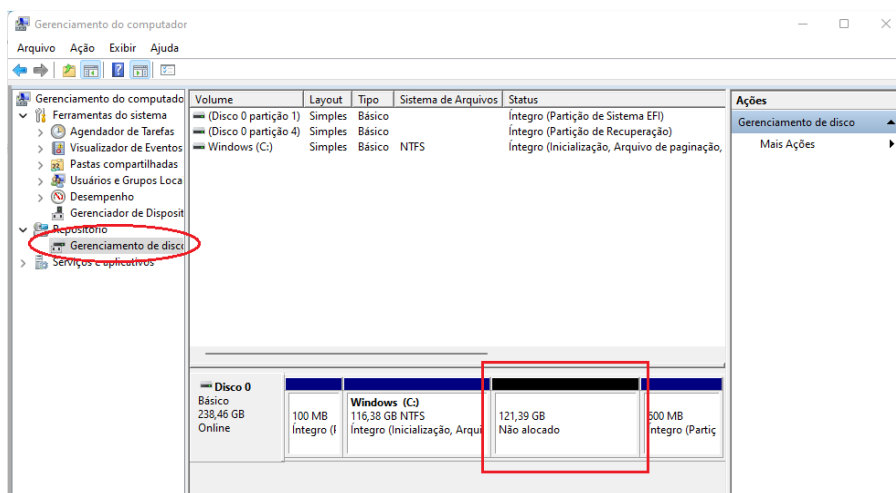 Gerenciamento do computador
Arquivo Ação Exibir Ajuda
Gerenciamento do computado
Ferramentas do sistema
Agendador de Tarefas
Visualizador de Eventos
Pastas compartilhadas
Usuários e Grupos Loca
Desempenho
Gerenciador de Disposit
Repositório
Gerenciamento de disco
Serviços e aplicativos
Volume Layout Tipo Sistema de Arquivos Status
(Disco 0 partição 1) Simples Básico Íntegro (Partição de Sistema EFI)
(Disco 0 partição 4) Simples Básico Íntegro (Partição de Recuperação)
Windows (C:) Simples Básico NTFS Íntegro (Inicialização, Arquivo de paginação,
Ações
Gerenciamento de disco
Mais Ações
Disco 0
Básico
238,46 GB
Online
100 MB
Íntegro (F
Windows (C:)
116,38 GB NTFS
Íntegro (Inicialização, Arqui
121,39 GB
Não alocado
600 MB
Íntegro (Partiç